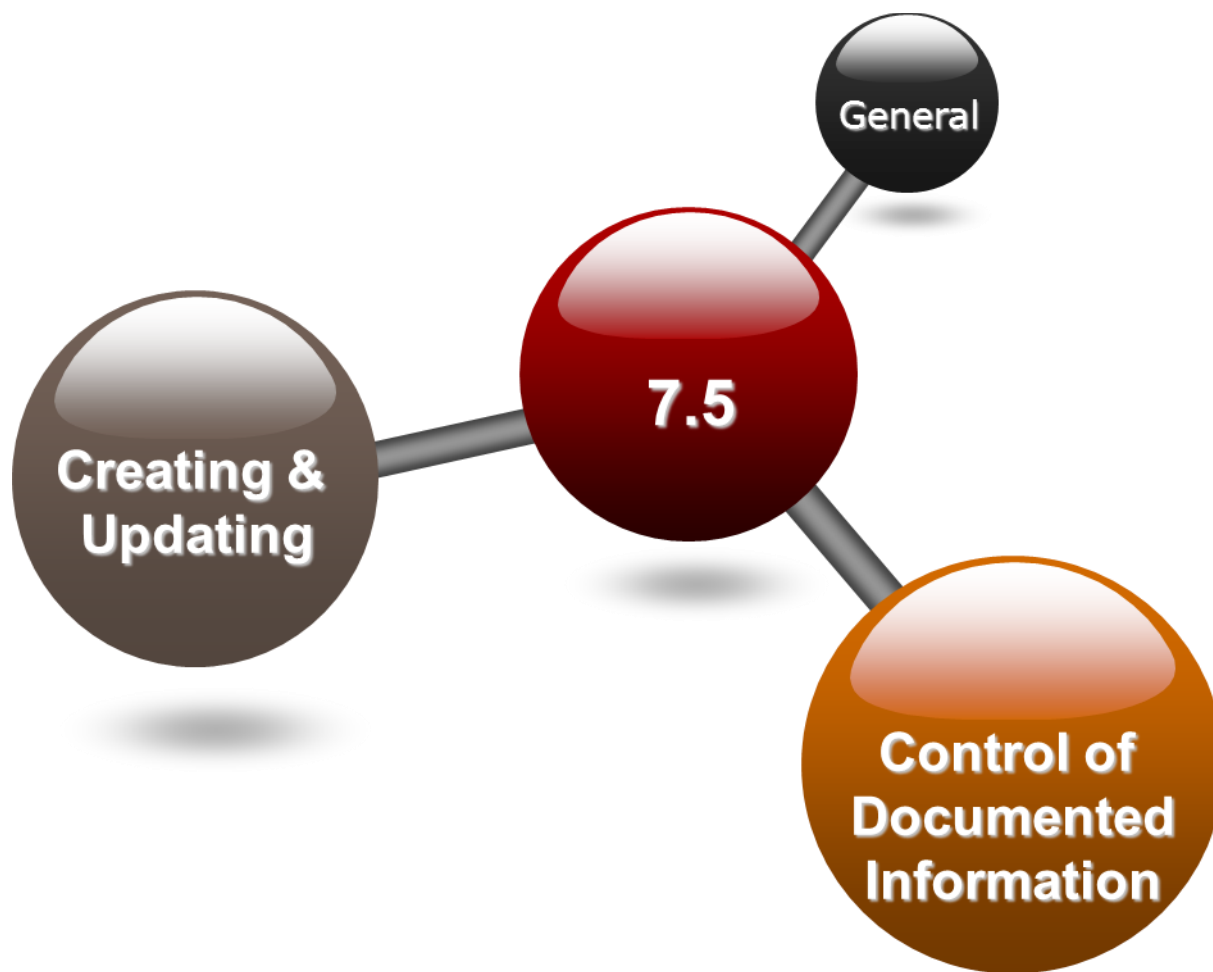 General
7.5
Creating &
Updating
Control of
Documented
Information